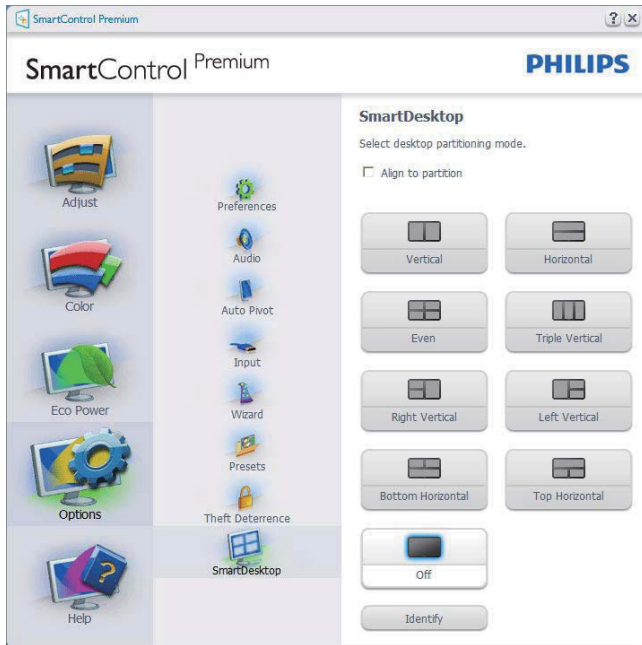 SmartControl Premium
? x
SmartControl Premium
PHILIPS
Adjust
Color
Eco Power
Options
Help
Preferences
Audio
Auto Pivot
Input
Wizard
Presets
Theft Deterrence
SmartDesktop
SmartDesktop
Select desktop partitioning mode.
Align to partition
Vertical
Horizontal
Even
Triple Vertical
Right Vertical
Left Vertical
Bottom Horizontal
Top Horizontal
Off
Identify